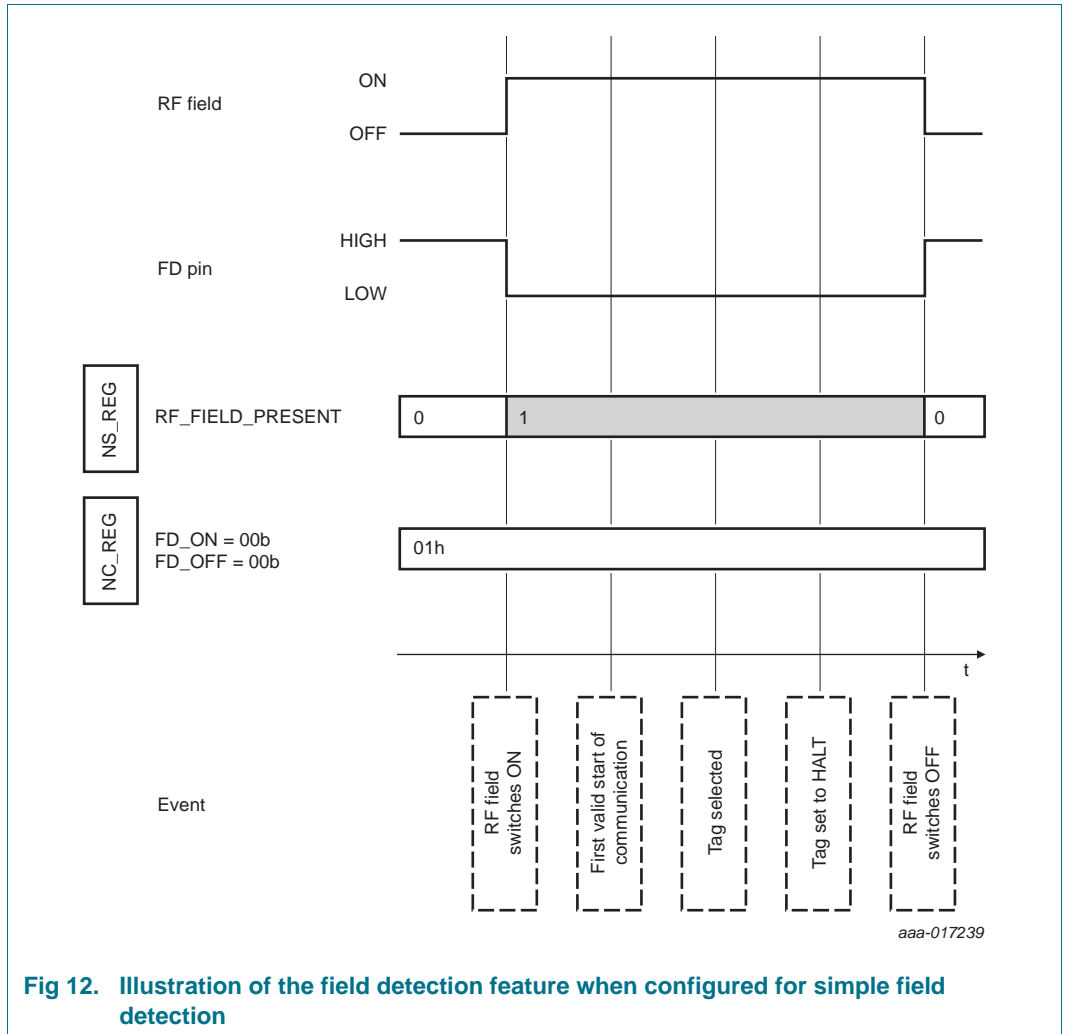 RF field
ON
OFF
FD pin
HIGH
LOW
NS_REG
RF_FIELD_PRESENT
0
1
0
NC_REG
FD_ON = 00b
FD_OFF = 00b
01h
t
Event
RF field
switches ON
First valid start of
communication
Tag selected
Tag set to HALT
RF field
switches OFF
aaa-017239
Fig 12. Illustration of the field detection feature when configured for simple field
detection